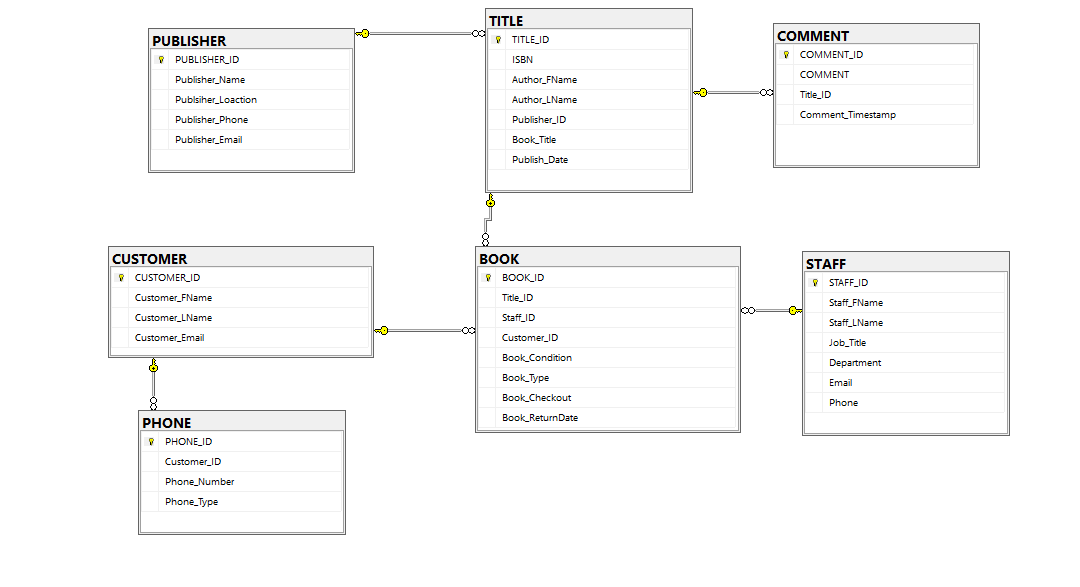 PUBLISHER
PUBLISHER_ID
Publisher_Name
Publsiher_Loaction
Publisher_Phone
Publisher_Email
TITLE
TITLE_ID
ISBN
Author_FName
Author_LName
Publisher_ID
Book_Title
Publish_Date
COMMENT
COMMENT_ID
COMMENT
Title_ID
Comment_Timestamp
CUSTOMER
CUSTOMER_ID
Customer_FName
Customer_LName
Customer_Email
BOOK
BOOK_ID
Title_ID
Staff_ID
Customer_ID
Book_Condition
Book_Type
Book_Checkout
Book_ReturnDate
STAFF
STAFF_ID
Staff_FName
Staff_LName
Job_Title
Department
Email
Phone
PHONE
PHONE_ID
Customer_ID
Phone_Number
Phone_Type